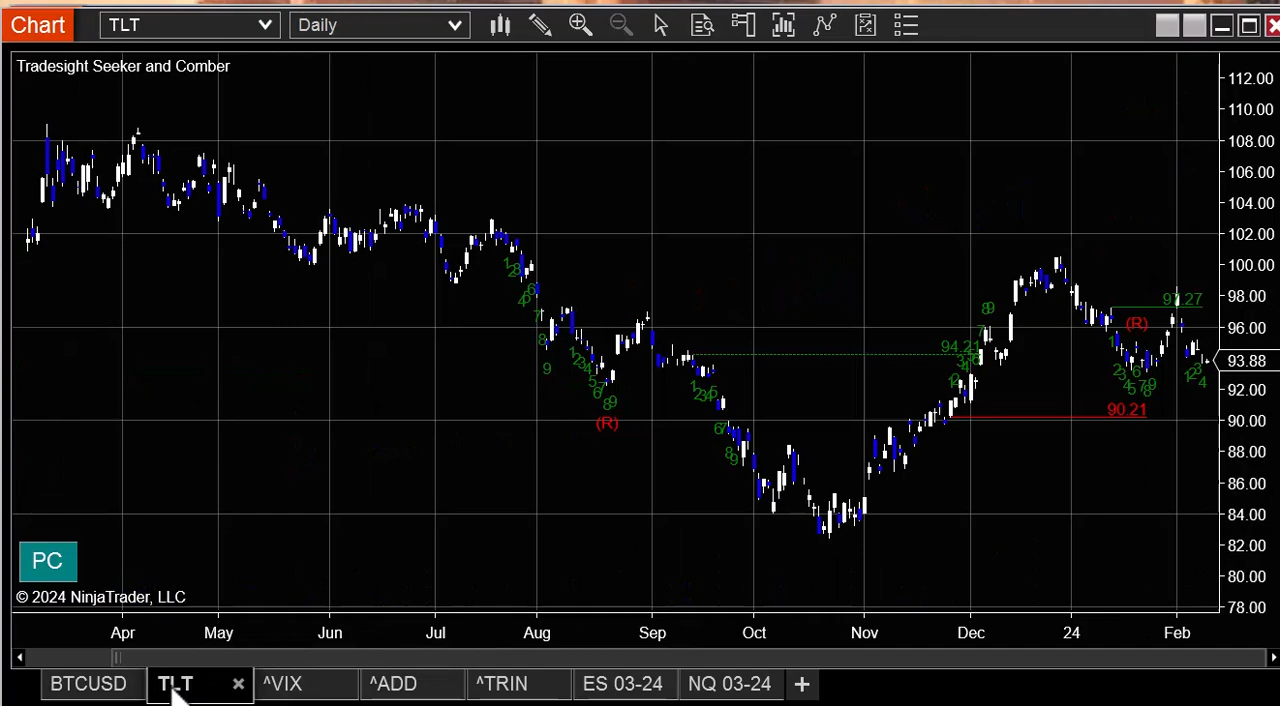 Chart TLT Daily
Tradesight Seeker and Comber
112.00
110.00
108.00
106.00
104.00
102.00
100.00
98.00
96.00
93.88
92.00
90.00
88.00
86.00
84.00
82.00
80.00
78.00
97.27
(R)
94.21
90.21
(R)
PC
© 2024 NinjaTrader, LLC
Apr May Jun Jul Aug Sep Oct Nov Dec 24 Feb
BTCUSD TLT ^VIX ^ADD ^TRIN ES 03-24 NQ 03-24